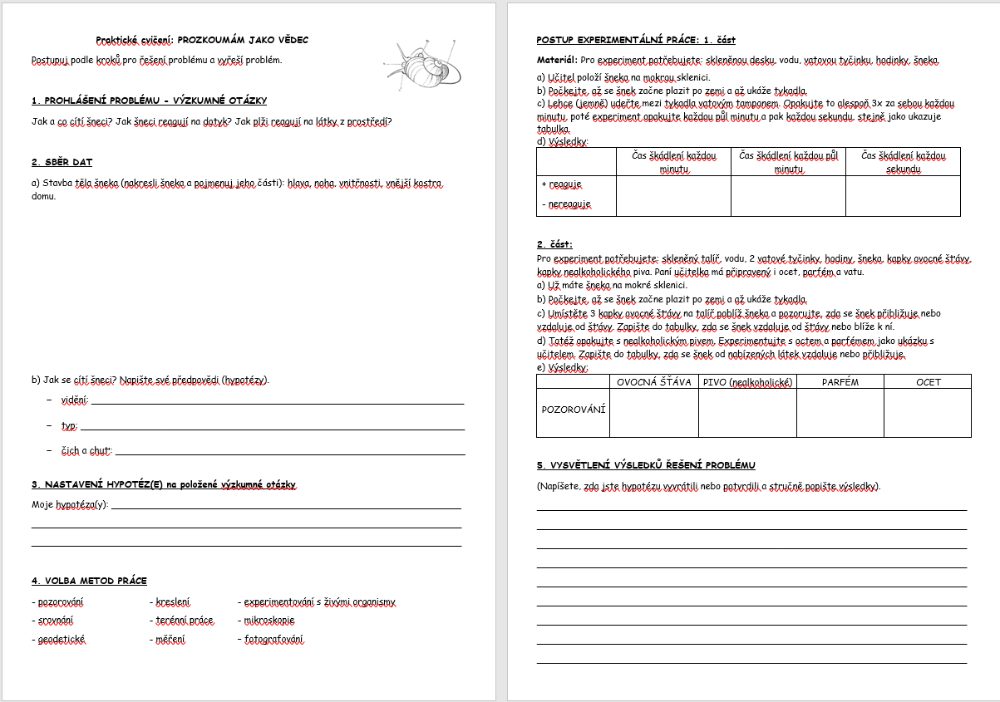 Praktické cvičení: PROZKOUMÁM JAKO VĚDEC
Postupuj podle kroků pro řešení problému a vyřeší problém.
1. PROHLÁŠENÍ PROBLÉMU - VÝZKUMNÉ OTÁZKY
Jak a co cítí šneci? Jak šneci reagují na dotyk? Jak plži reagují na látky z prostředí?
2. SBĚR DAT
a) Stavba těla šneka (nakresli šneka a pojmenuj jeho části): hlava, noha, vnitřnosti, vnější kostra
domu.
b) Jak se cítí šneci? Napište své předpovědi (hypotézy).
– vidění:
– typ:
– čich a chuť:
3. NASTAVENÍ HYPOTÉZ(E) na položené výzkumné otázky
Moje hypotéza(y):
4. VOLBA METOD PRÁCE
- pozorování - kreslení - experimentování s živými organismy
- srovnání - terénní práce - mikroskopie
- geodetické - měření – fotografování
POSTUP EXPERIMENTÁLNÍ PRÁCE: 1. část
Materiál: Pro experiment potřebujete: skleněnou desku, vodu, vatovou tyčinku, hodinky, šneka.
a) Učitel položí šneka na mokrou sklenici.
b) Počkejte, až se šnek začne plazit po zemi a až ukáže tykadla.
c) Lehce (jemně) udeřte mezi tykadla vatovým tamponem. Opakujte to alespoň 3x za sebou každou
minutu, poté experiment opakujte každou půl minutu a pak každou sekundu, stejně jako ukazuje
tabulka.
d) Výsledky:
Čas škádlení každou minutu Čas škádlení každou půl minutu Čas škádlení každou sekundu
+ reaguje
- nereaguje
2. část:
Pro experiment potřebujete: skleněný talíř, vodu, 2 vatové tyčinky, hodiny, šneka, kapky ovocné šťávy,
kapky nealkoholického piva. Paní učitelka má připravený i ocet, parfém a vatu.
a) Už máte šneka na mokré sklenici.
b) Počkejte, až se šnek začne plazit po zemi a až ukáže tykadla.
c) Umístěte 3 kapky ovocné šťávy na talíř poblíž šneka a pozorujte, zda se šnek přibližuje nebo
vzdaluje od šťávy. Zapište do tabulky, zda se šnek vzdaluje od šťávy nebo blíže k ní.
d) Totéž opakujte s nealkoholickým pivem. Experimentujte s octem a parfémem jako ukázku s
učitelem. Zapište do tabulky, zda se šnek od nabízených látek vzdaluje nebo přibližuje.
e) Výsledky:
OVOCNÁ ŠŤÁVA PIVO (nealkoholické) PARFÉM OCET
POZOROVÁNÍ
5. VYSVĚTLENÍ VÝSLEDKŮ ŘEŠENÍ PROBLÉMU
(Napíšete, zda jste hypotézu vyvrátili nebo potvrdili a stručně popište výsledky).